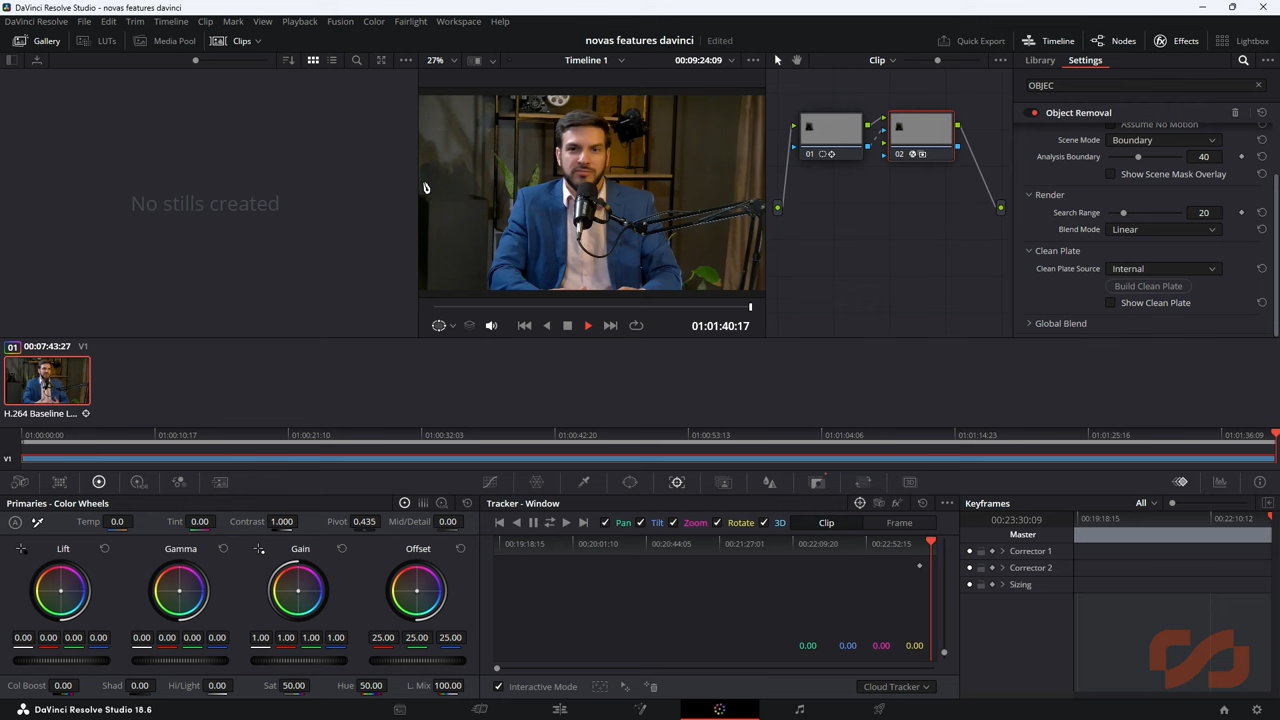 DaVinci Resolve Studio - novas features davinci
DaVinci Resolve File Edit Trim Timeline Clip Mark View Playback Fusion Color Fairlight Workspace Help
Gallery LUTs Media Pool Clips novas features davinci Edited Quick Export Timeline Nodes Effects Lightbox
27% Timeline 1 00:09:24:09 Clip Library Settings
OBJEC
Object Removal
Assume No Motion
Scene Mode Boundary
Analysis Boundary 40
Show Scene Mask Overlay
Render
Search Range 20
Blend Mode Linear
Clean Plate
Clean Plate Source Internal
Build Clean Plate
Show Clean Plate
Global Blend
No stills created
01 02
01:01:40:17
01 00:07:43:27 V1
H.264 Baseline L...
01:00:00:00 01:00:10:17 01:00:21:10 01:00:32:03 01:00:42:20 01:00:53:13 01:01:04:06 01:01:14:23 01:01:25:16 01:01:36:09
V1
Primaries - Color Wheels
Temp 0.0 Tint 0.00 Contrast 1.000 Pivot 0.435 Mid/Detail 0.00
Lift Gamma Gain Offset
0.00 0.00 0.00 0.00 0.00 0.00 0.00 0.00 1.00 1.00 1.00 1.00 25.00 25.00 25.00
Col Boost 0.00 Shad 0.00 Hi/Light 0.00 Sat 50.00 Hue 50.00 L. Mix 100.00
Tracker - Window
Pan Tilt Zoom Rotate 3D Clip Frame
00:19:18:15 00:20:01:10 00:20:44:05 00:21:27:01 00:22:09:20 00:22:52:15
0.00 0.00 0.00 0.00
Interactive Mode Cloud Tracker
Keyframes All
00:23:30:09 00:19:18:15 00:22:10:12
Master
Corrector 1
Corrector 2
Sizing
DaVinci Resolve Studio 18.6